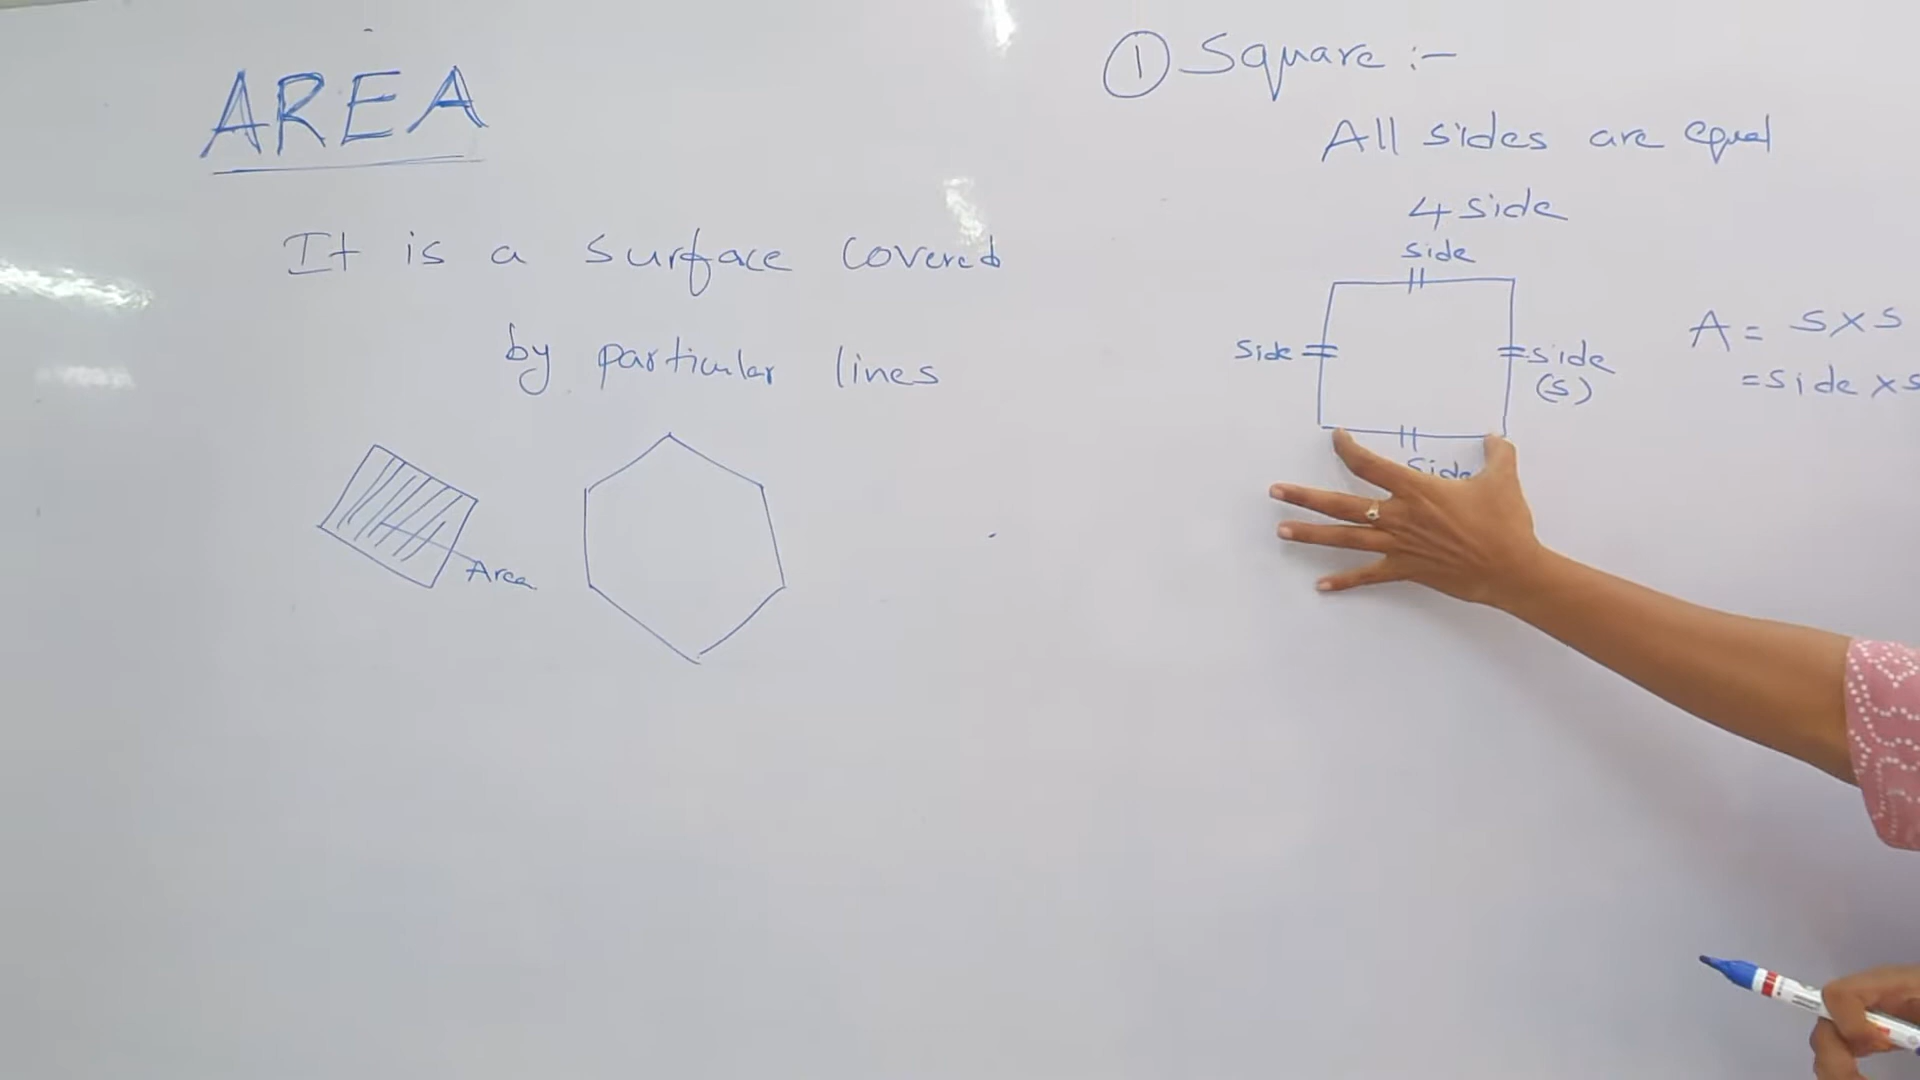 AREA
It is a surface covered
by particular lines
Area
① Square :-
All sides are equal
4 side
side
side
side
(s)
side
A = s×s
= side × s